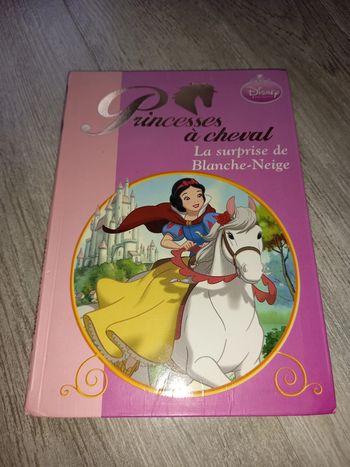 Disney
Princesses
à cheval
La surprise de
Blanche-Neige